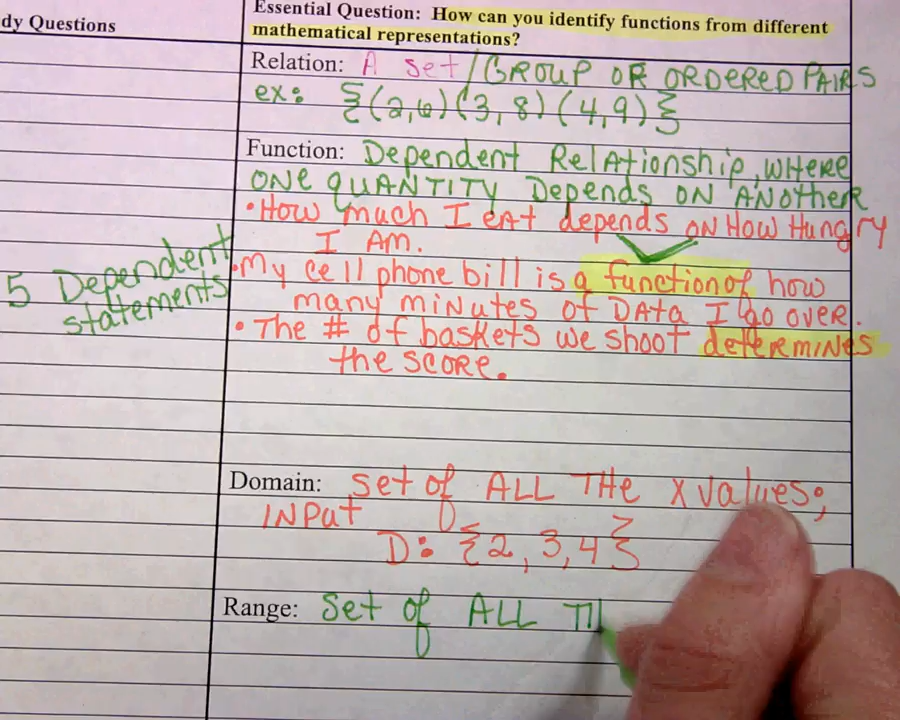 dy Questions
Essential Question: How can you identify functions from different
mathematical representations?
Relation: A set/GROUP OF ORDERED PAIRS
ex: {(2,6)(3,8)(4,9)}
Function: Dependent RelAtionship, WHERE
ONE QUANTITY Depends ON ANOtheR
• How much I eAt depends ON How Hungry
I AM.
5 Dependent
statements
• My cell phone bill is a function of how
many minutes of DAta I go over.
• The # of baskets we shoot deteRMINes
the score.
Domain: set of ALL THe x values;
INPut
D: {2, 3, 4}
Range: Set of ALL TH